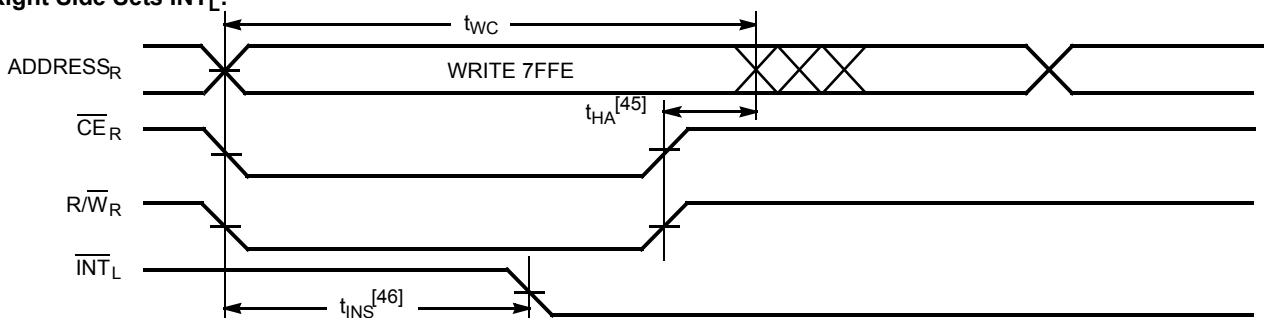 Right Side Sets INTL:
tWC
ADDRESSR
WRITE 7FFE
tHA[45]
CER
R/WR
INTL
tINS[46]